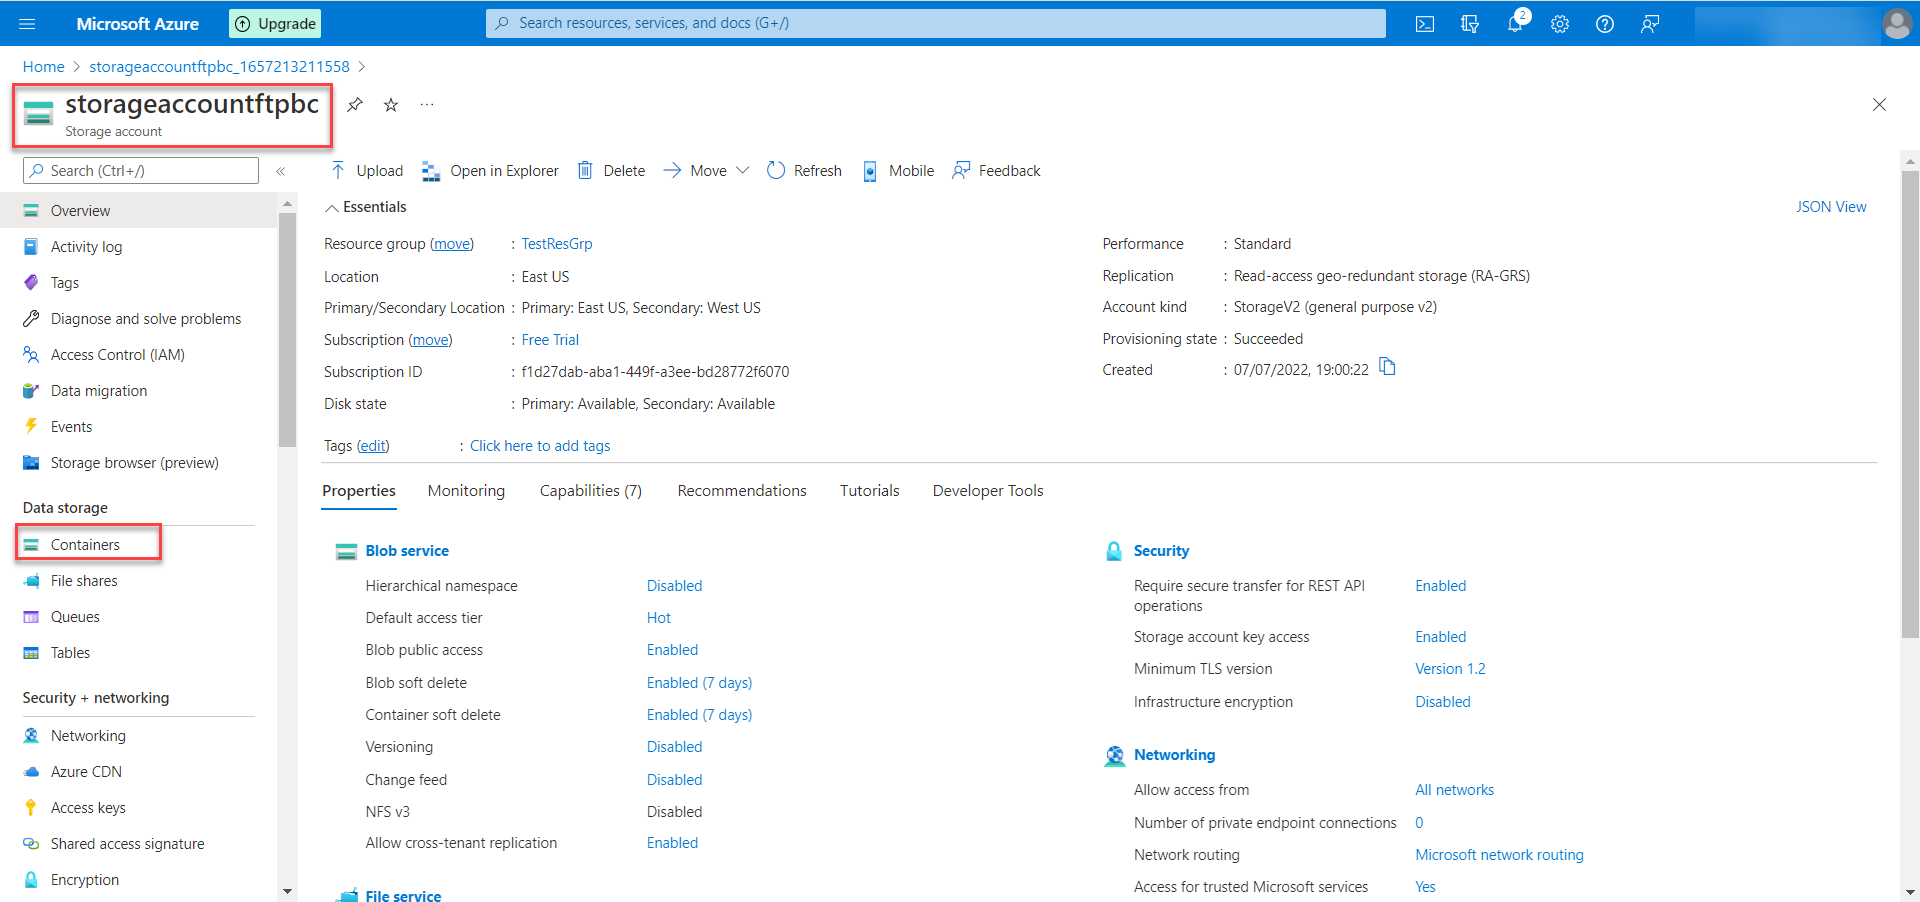 Microsoft Azure
Upgrade
Search resources, services, and docs (G+/)
2
Home > storageaccountftpbc_1657213211558 >
storageaccountftpbc
Storage account
Search (Ctrl+/)
«
Upload
Open in Explorer
Delete
Move
Refresh
Mobile
Feedback
Overview
Activity log
Tags
Diagnose and solve problems
Access Control (IAM)
Data migration
Events
Storage browser (preview)
Data storage
Containers
File shares
Queues
Tables
Security + networking
Networking
Azure CDN
Access keys
Shared access signature
Encryption
Essentials
JSON View
Resource group (move) : TestResGrp
Location : East US
Primary/Secondary Location : Primary: East US, Secondary: West US
Subscription (move) : Free Trial
Subscription ID : f1d27dab-aba1-449f-a3ee-bd28772f6070
Disk state : Primary: Available, Secondary: Available
Tags (edit) : Click here to add tags
Performance : Standard
Replication : Read-access geo-redundant storage (RA-GRS)
Account kind : StorageV2 (general purpose v2)
Provisioning state : Succeeded
Created : 07/07/2022, 19:00:22
Properties
Monitoring
Capabilities (7)
Recommendations
Tutorials
Developer Tools
Blob service
Hierarchical namespace Disabled
Default access tier Hot
Blob public access Enabled
Blob soft delete Enabled (7 days)
Container soft delete Enabled (7 days)
Versioning Disabled
Change feed Disabled
NFS v3 Disabled
Allow cross-tenant replication Enabled
File service
Security
Require secure transfer for REST API Enabled
operations
Storage account key access Enabled
Minimum TLS version Version 1.2
Infrastructure encryption Disabled
Networking
Allow access from All networks
Number of private endpoint connections 0
Network routing Microsoft network routing
Access for trusted Microsoft services Yes